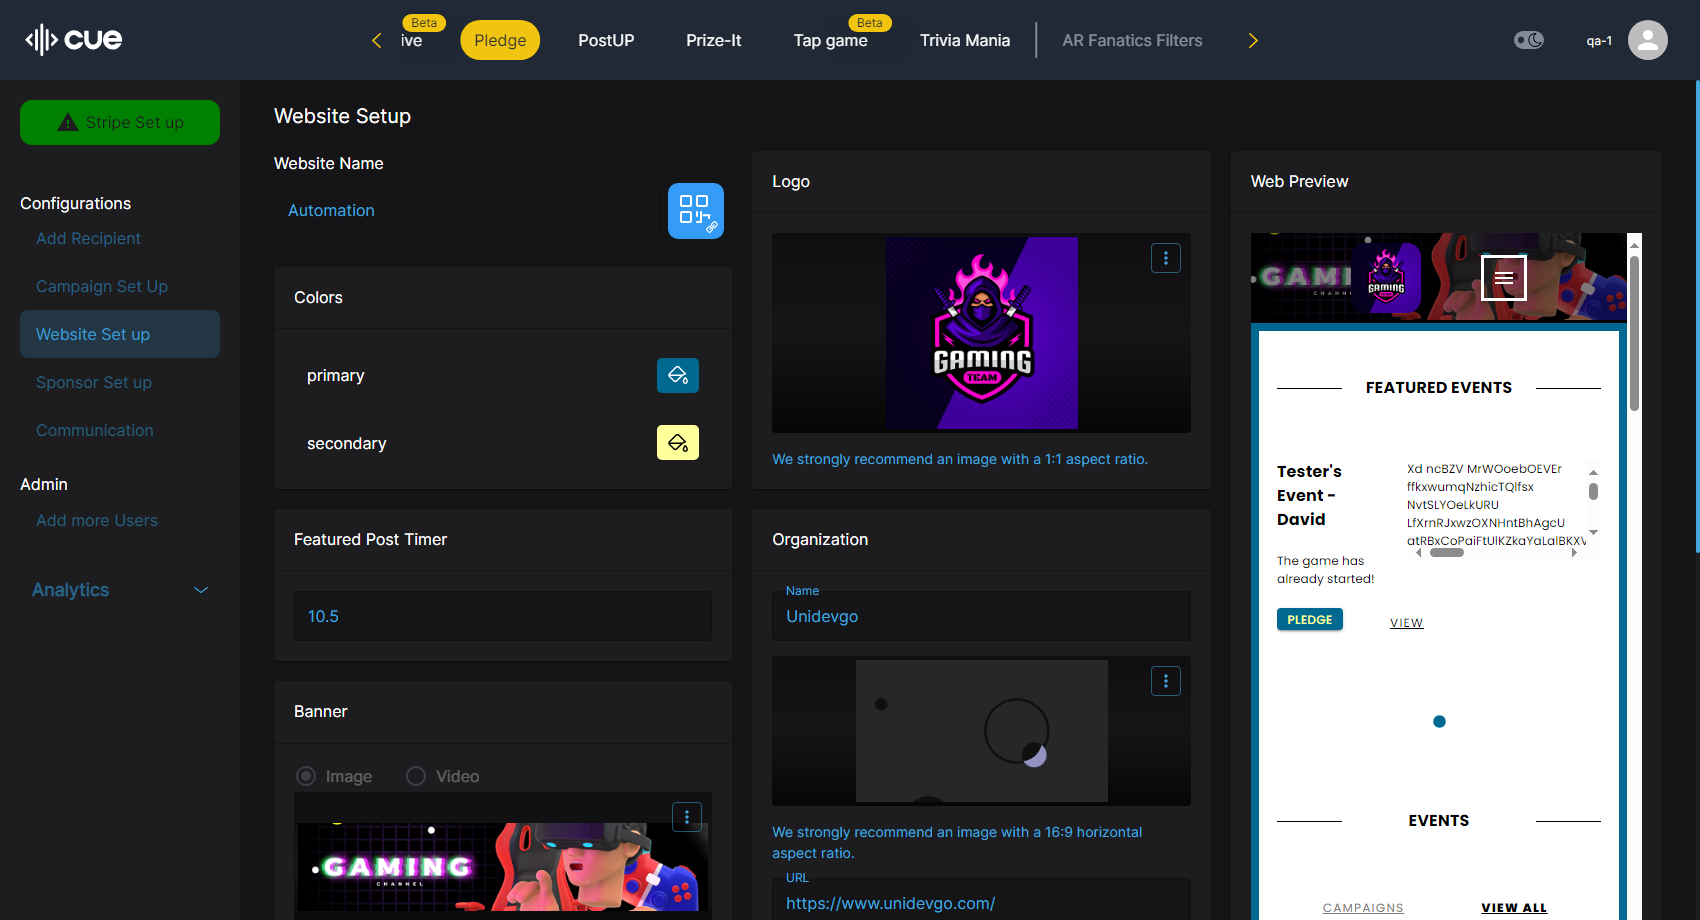 cue
ive
Beta
Pledge
PostUP
Prize-It
Tap game
Beta
Trivia Mania
AR Fanatics Filters
qa-1
Stripe Set up
Configurations
Add Recipient
Campaign Set Up
Website Set up
Sponsor Set up
Communication
Admin
Add more Users
Analytics
Website Setup
Website Name
Automation
Colors
primary
secondary
Featured Post Timer
10.5
Banner
Image
Video
GAMING
CHANNEL
Logo
GAMING
TEAM
We strongly recommend an image with a 1:1 aspect ratio.
Organization
Name
Unidevgo
We strongly recommend an image with a 16:9 horizontal
aspect ratio.
URL
https://www.unidevgo.com/
Web Preview
GAMI
CHANN
GAMING
TEAM
FEATURED EVENTS
Tester's
Event -
David
Xd ncBZV MrWOoebOEVEr
ffkxwumqNzhicTQlfsx
NvtSLYOeLkURU
LfXrnRJxwzOXNHntBhAgcU
atRBxCoPaiFtUlKZkaYaLalBKXV
The game has
already started!
PLEDGE
VIEW
EVENTS
CAMPAIGNS
VIEW ALL